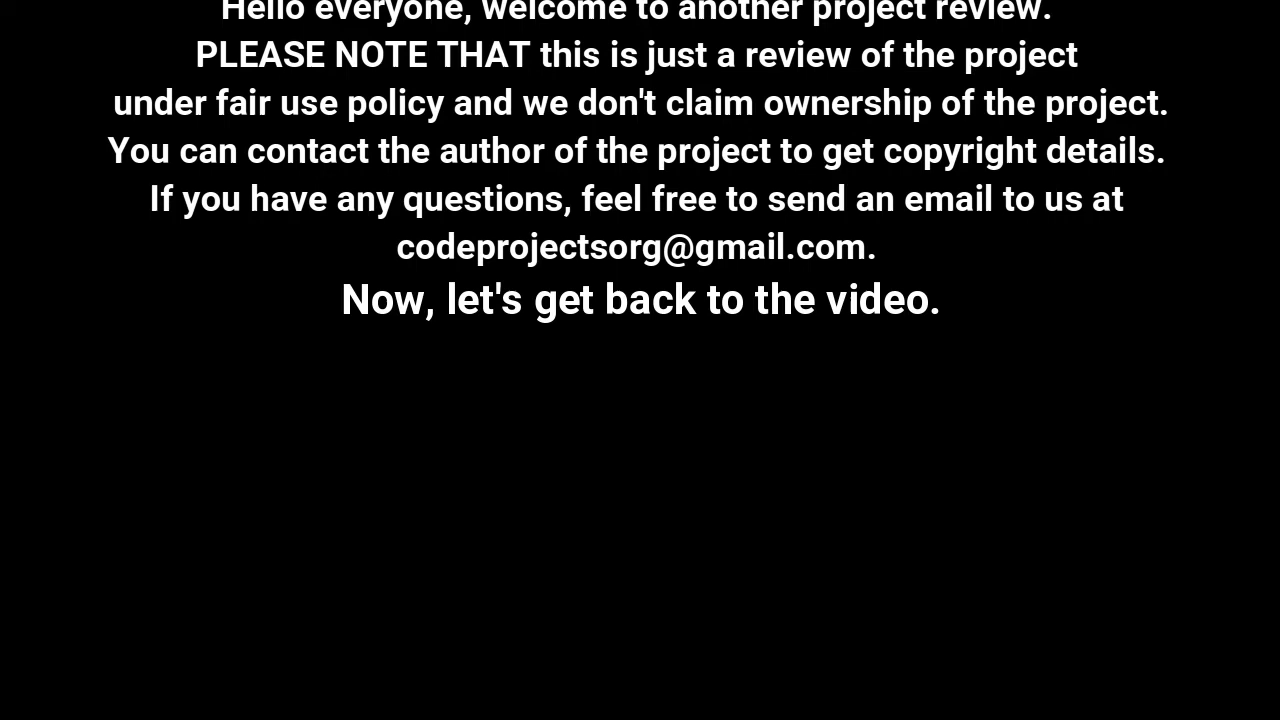 Hello everyone, welcome to another project review.
PLEASE NOTE THAT this is just a review of the project
under fair use policy and we don't claim ownership of the project.
You can contact the author of the project to get copyright details.
If you have any questions, feel free to send an email to us at
codeprojectsorg@gmail.com.
Now, let's get back to the video.